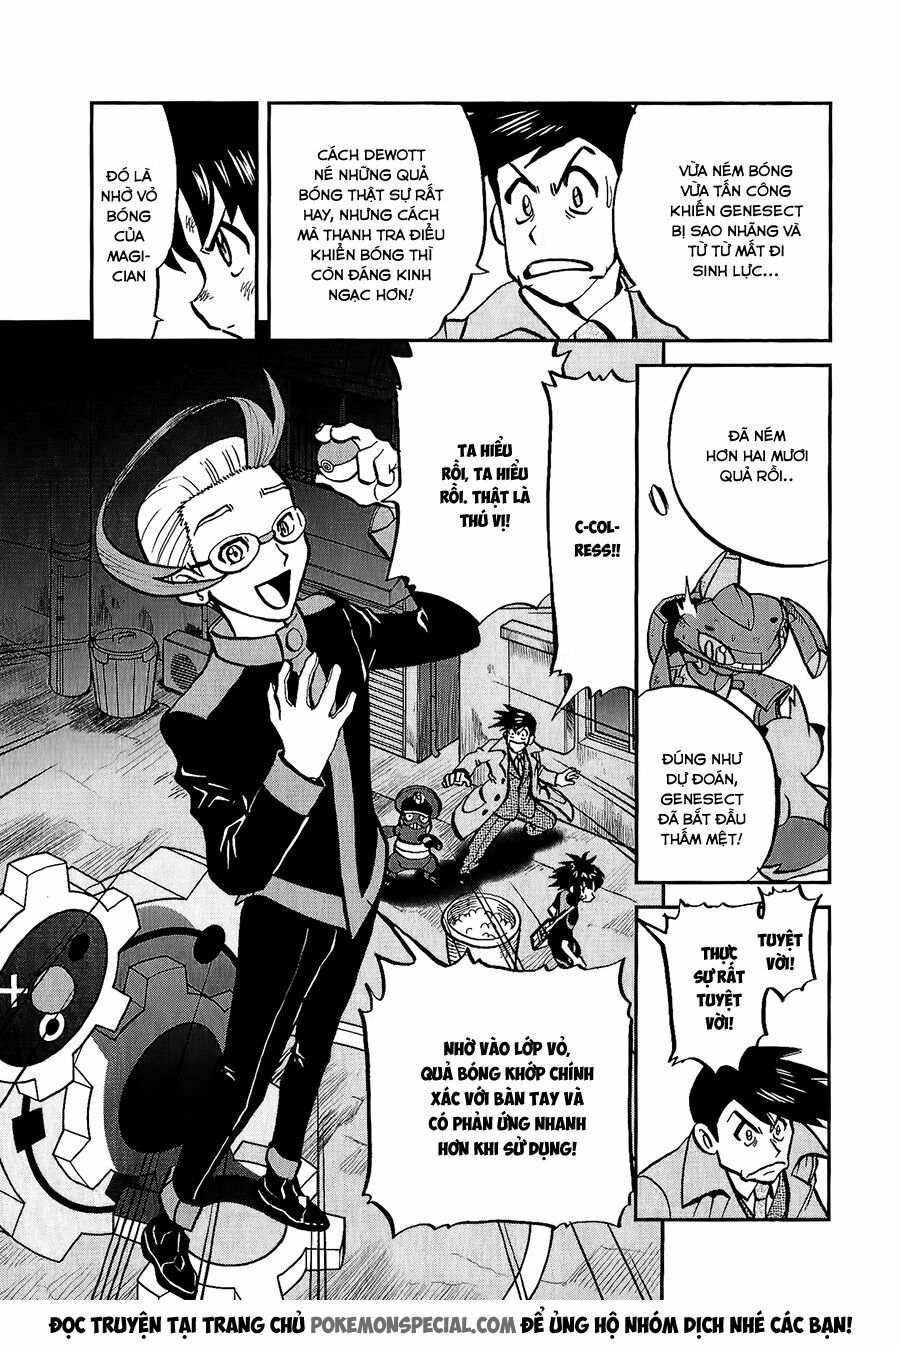 VỪA NÉM BÓNG
VỪA TẤN CÔNG
KHIẾN GENESECT
BỊ SAO NHÃNG VÀ
TỪ TỪ MẤT ĐI
SINH LỰC...
CÁCH DEWOTT
NÉ NHỮNG QUẢ
BÓNG THẬT SỰ RẤT
HAY, NHƯNG CÁCH
MÀ THANH TRA ĐIỀU
KHIỂN BÓNG THÌ
CÒN ĐÁNG KINH
NGẠC HƠN!
ĐÓ LÀ
NHỜ VỎ
BÓNG
CỦA
MAGI-
CIAN
ĐÃ NÉM
HƠN HAI MƯƠI
QUẢ RỒI..
ĐÚNG NHƯ
DỰ ĐOÁN,
GENESECT
ĐÃ BẮT ĐẦU
THẤM MỆT!
TUYỆT
VỜI!
THỰC
SỰ RẤT
TUYỆT
VỜI!
C-COL-
RESS!!
TA HIỂU
RỒI, TA HIỂU
RỒI. THẬT LÀ
THÚ VỊ!
NHỜ VÀO LỚP VỎ,
QUẢ BÓNG KHỚP CHÍNH
XÁC VỚI BÀN TAY VÀ
CÓ PHẢN ỨNG NHANH
HƠN KHI SỬ DỤNG!
ĐỌC TRUYỆN TẠI TRANG CHỦ POKEMONSPECIAL.COM ĐỂ ỦNG HỘ NHÓM DỊCH NHÉ CÁC BẠN!